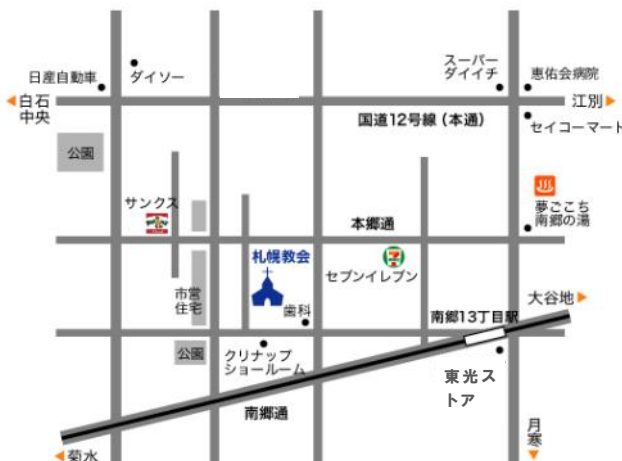 スーパー
ダイイチ
日産自動車
ダイソー
恵佑会病院
白石
中央
江別
国道12号線(本通)
セイコーマート
公園
サンクス
夢ごこち
南郷の湯
本郷通
札幌教会
セブンイレブン
市営
住宅
歯科
大谷地
南郷13丁目駅
公園
クリナップ
ショールーム
東光ス
トア
南郷通
月寒
菊水